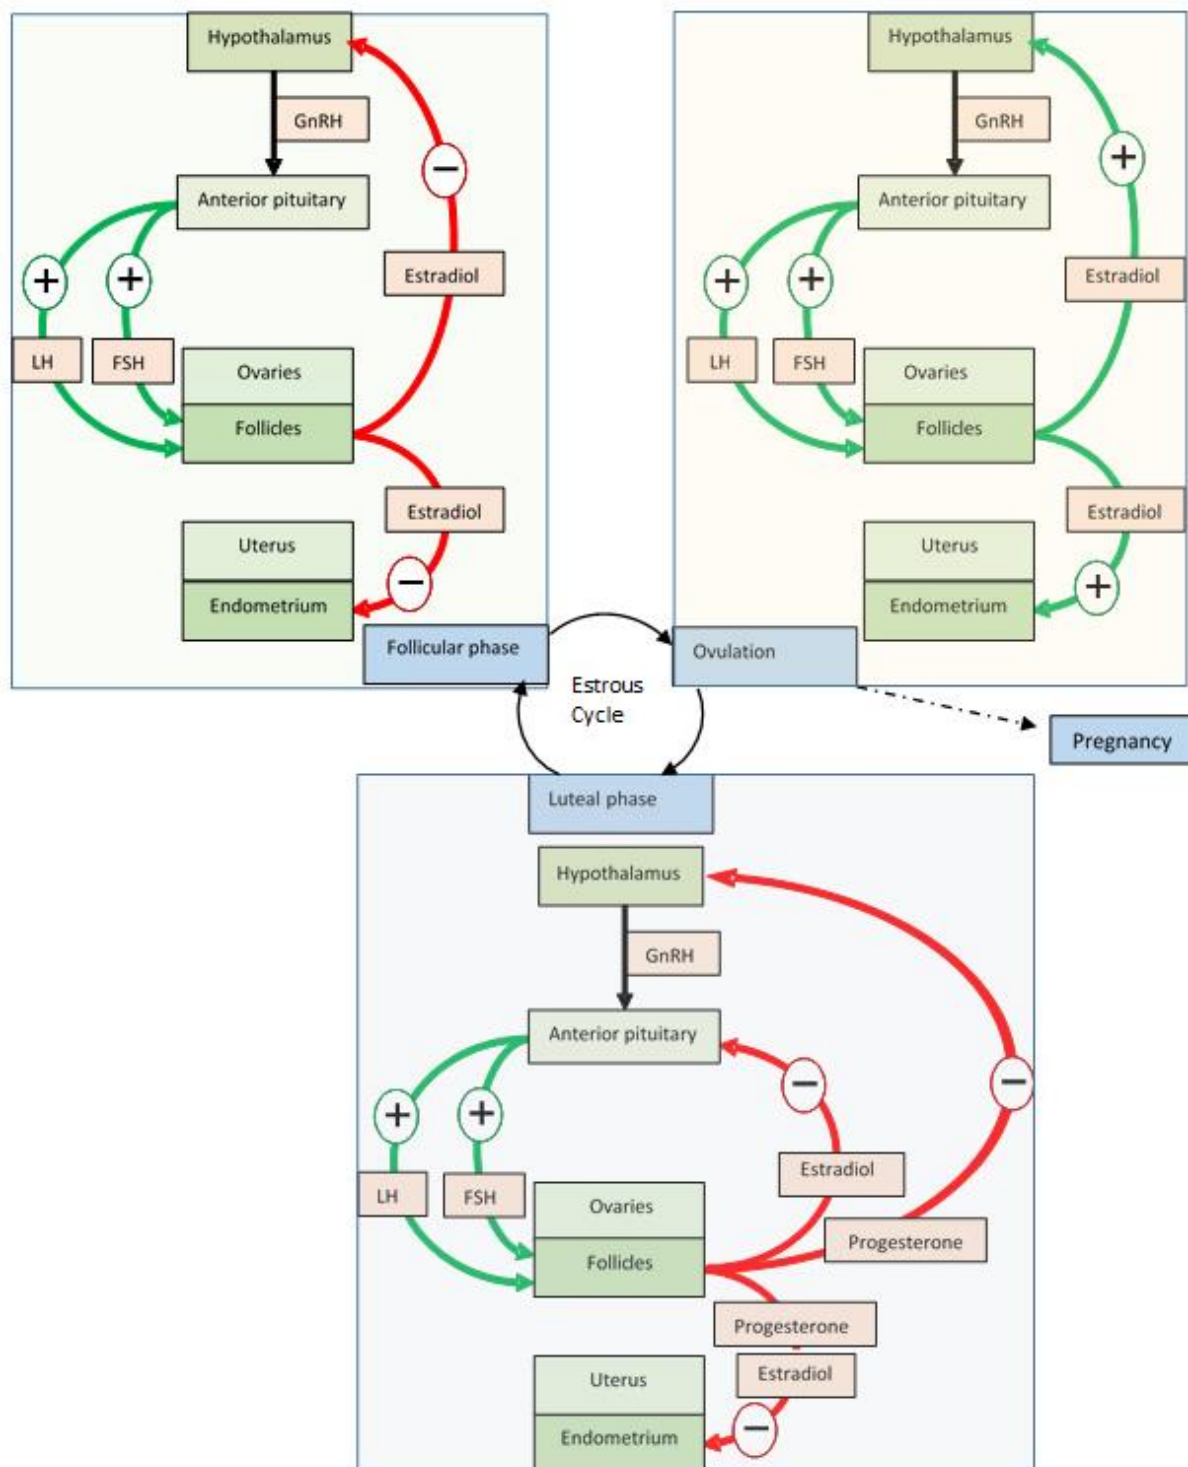 Hypothalamus
GnRH
Anterior pituitary
+
+
−
Estradiol
LH
FSH
Ovaries
Follicles
Estradiol
Uterus
−
Endometrium
Follicular phase
Hypothalamus
GnRH
+
Anterior pituitary
+
+
Estradiol
LH
FSH
Ovaries
Follicles
Estradiol
Uterus
+
Endometrium
Ovulation
Estrous
Cycle
Pregnancy
Luteal phase
Hypothalamus
GnRH
Anterior pituitary
−
−
+
+
Estradiol
LH
FSH
Ovaries
Progesterone
Follicles
Progesterone
Estradiol
Uterus
−
Endometrium